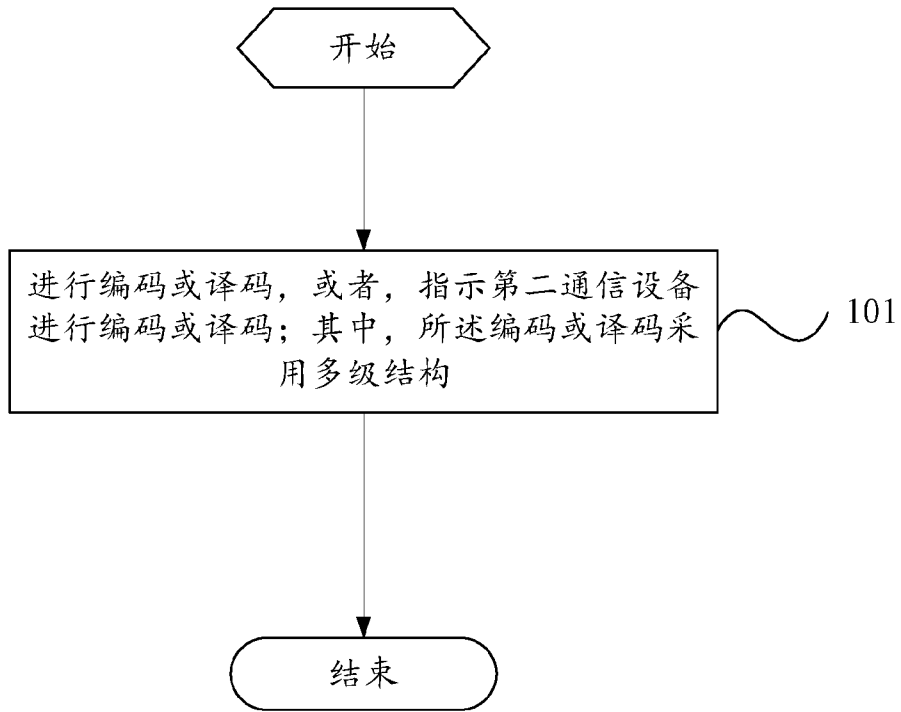 开始
进行编码或译码，或者，指示第二通信设备
进行编码或译码；其中，所述编码或译码采
用多级结构
101
结束